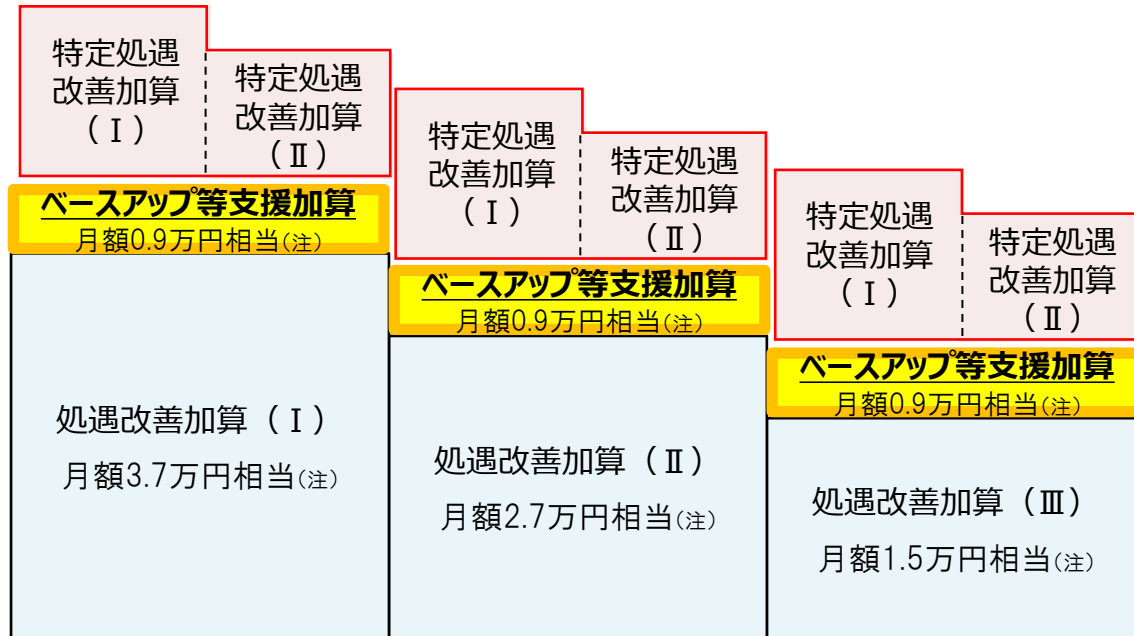 特定処遇
改善加算
(Ⅰ)
特定処遇
改善加算
(Ⅱ)
ベースアップ等支援加算
月額0.9万円相当(注)
処遇改善加算(Ⅰ)
月額3.7万円相当(注)
特定処遇
改善加算
(Ⅰ)
特定処遇
改善加算
(Ⅱ)
ベースアップ等支援加算
月額0.9万円相当(注)
処遇改善加算(Ⅱ)
月額2.7万円相当(注)
特定処遇
改善加算
(Ⅰ)
特定処遇
改善加算
(Ⅱ)
ベースアップ等支援加算
月額0.9万円相当(注)
処遇改善加算(Ⅲ)
月額1.5万円相当(注)